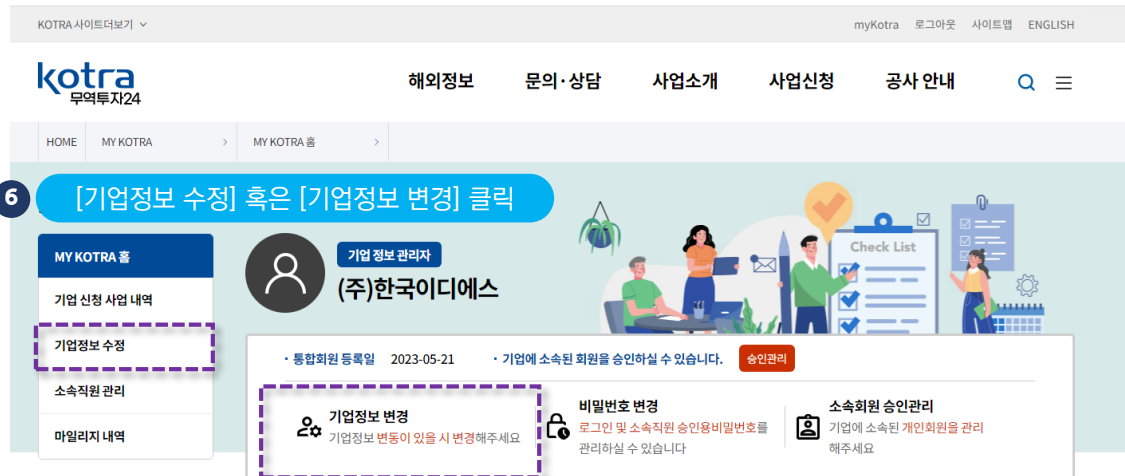 KOTRA 사이트더보기
myKotra 로그아웃 사이트맵 ENGLISH
kotra
무역투자24
해외정보 문의·상담 사업소개 사업신청 공사 안내
HOME MY KOTRA > MY KOTRA 홈 >
6 [기업정보 수정] 혹은 [기업정보 변경] 클릭
Check List
MY KOTRA 홈
기업 신청 사업 내역
기업정보 수정
소속직원 관리
마일리지 내역
기업 정보 관리자
(주)한국이디에스
· 통합회원 등록일 2023-05-21 · 기업에 소속된 회원을 승인하실 수 있습니다. 승인관리
기업정보 변경
기업정보 변동이 있을 시 변경해주세요
비밀번호 변경
로그인 및 소속직원 승인용비밀번호를
관리하실 수 있습니다
소속회원 승인관리
기업에 소속된 개인회원을 관리
해주세요